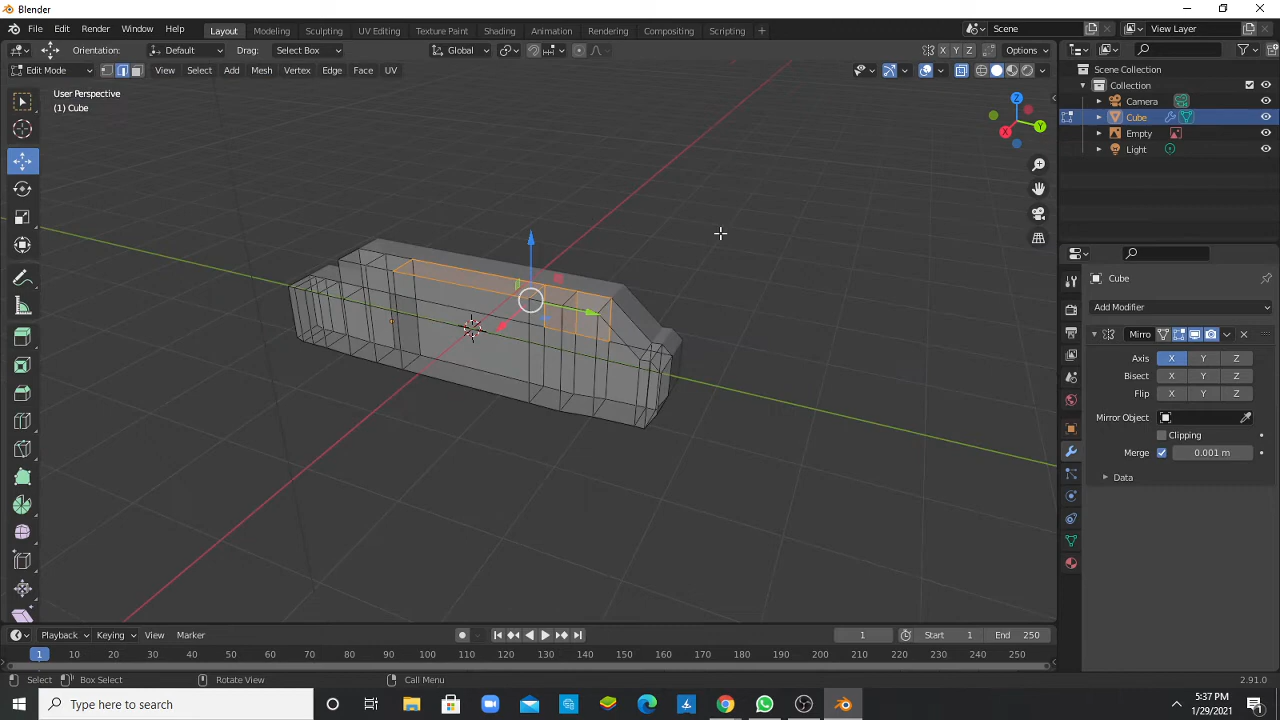 Blender
File Edit Render Window Help Layout Modeling Sculpting UV Editing Texture Paint Shading Animation Rendering Compositing Scripting + Scene View Layer
Orientation: Default Drag: Select Box Global X Y Z Options
Edit Mode View Select Add Mesh Vertex Edge Face UV
User Perspective
(1) Cube
Z
Y
X
Scene Collection
Collection
Camera
Cube
Empty
Light
Cube
Add Modifier
Mirro
Axis X Y Z
Bisect X Y Z
Flip X Y Z
Mirror Object
Clipping
Merge 0.001 m
Data
Playback Keying View Marker 1 Start 1 End 250
1 10 20 30 40 50 60 70 80 90 100 110 120 130 140 150 160 170 180 190 200 210 220 230 240 250
Select Box Select Rotate View Call Menu 2.91.0
Type here to search
5:37 PM
1/29/2021